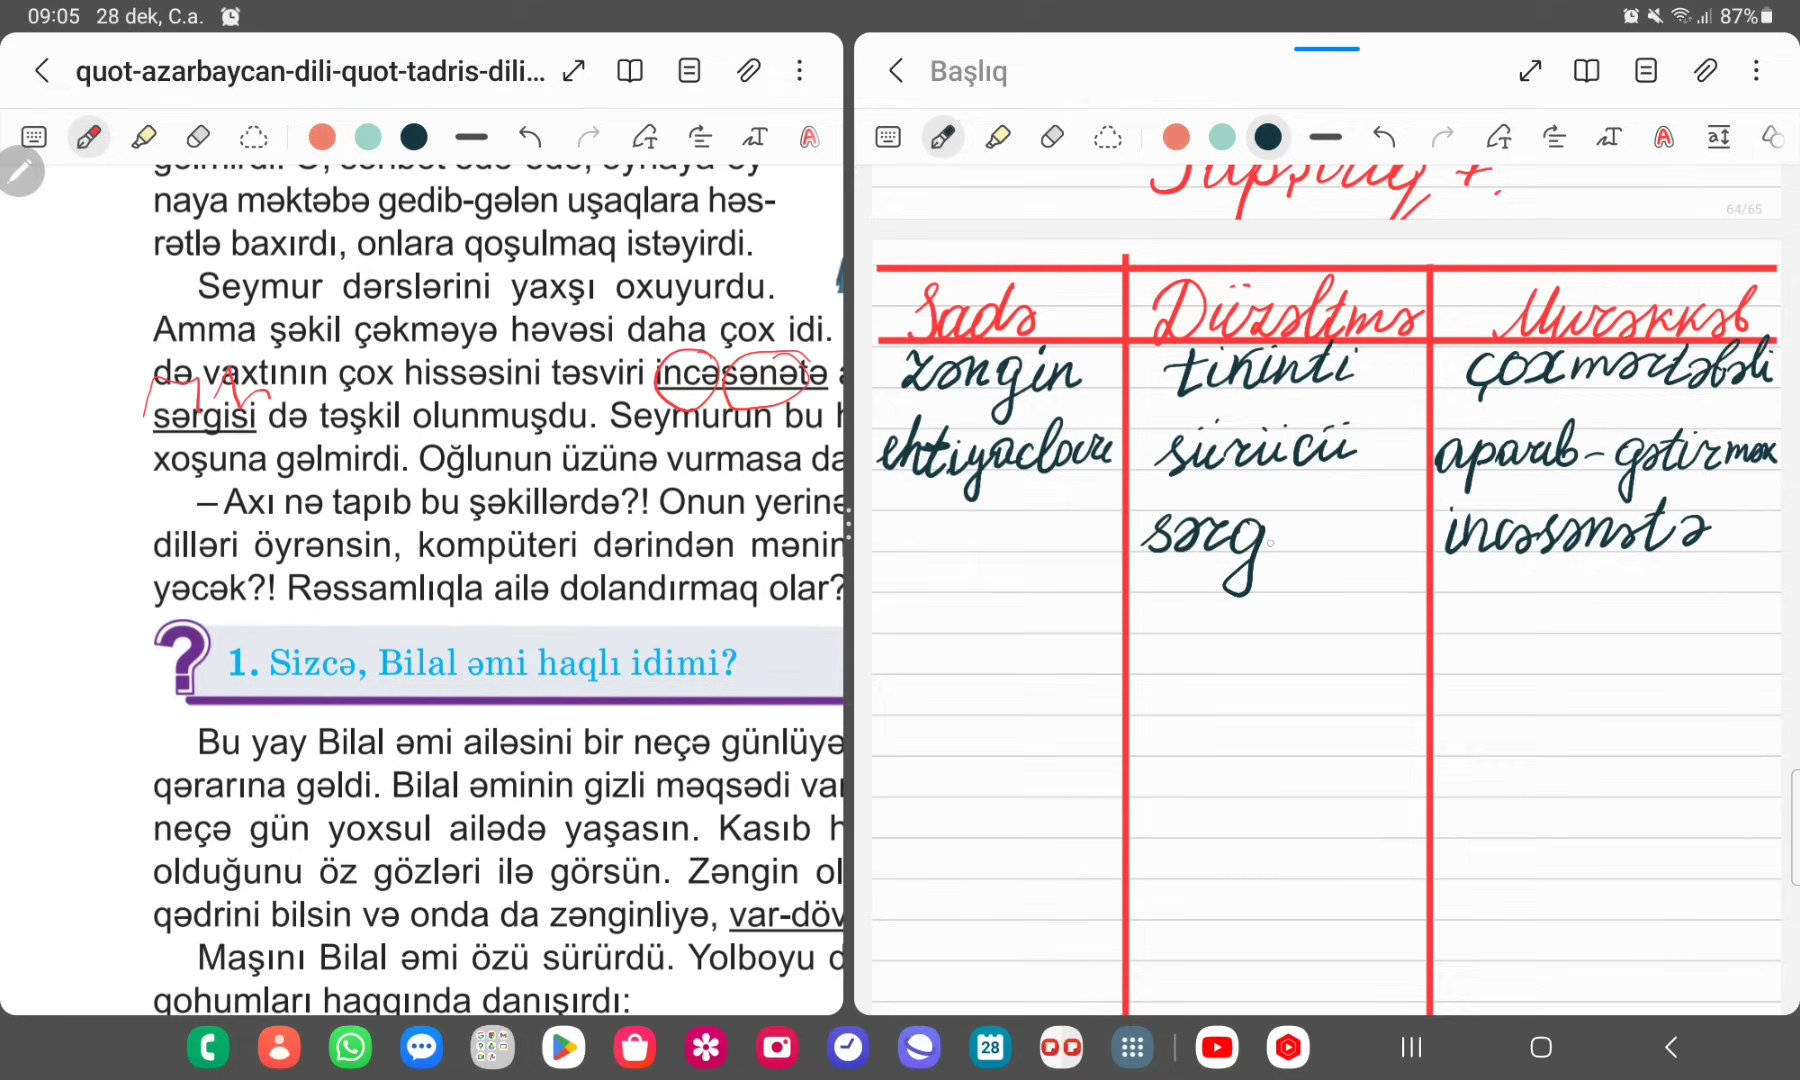 09:05 28 dek, C.a. 87%
quot-azarbaycan-dili-quot-tadris-dili...
naya məktəbə gedib-gələn uşaqlara həs-
rətlə baxırdı, onlara qoşulmaq istəyirdi.
Seymur dərslərini yaxşı oxuyurdu.
Amma şəkil çəkməyə həvəsi daha çox idi.
də vaxtının çox hissəsini təsviri incəsənətə
sərgisi də təşkil olunmuşdu. Seymurun bu
xoşuna gəlmirdi. Oğlunun üzünə vurmasa da
– Axı nə tapıb bu şəkillərdə?! Onun yerinə
dilləri öyrənsin, kompüteri dərindən mənim
yəcək?! Rəssamlıqla ailə dolandırmaq olar?
? 1. Sizcə, Bilal əmi haqlı idimi?
Bu yay Bilal əmi ailəsini bir neçə günlüyə
qərarına gəldi. Bilal əminin gizli məqsədi var
neçə gün yoxsul ailədə yaşasın. Kasıb h
olduğunu öz gözləri ilə görsün. Zəngin ol
qədrini bilsin və onda da zənginliyə, var-döv
Maşını Bilal əmi özü sürürdü. Yolboyu
qohumları haqqında danışırdı:
Başlıq
Tapşırıq 7.
64/65
Sadə Düzəltmə Murəkkəb
zəngin tikinti çoxmərtəbəli
ehtiyacları sürücü aparıb-gətirmək
sərg incəsənətə
28